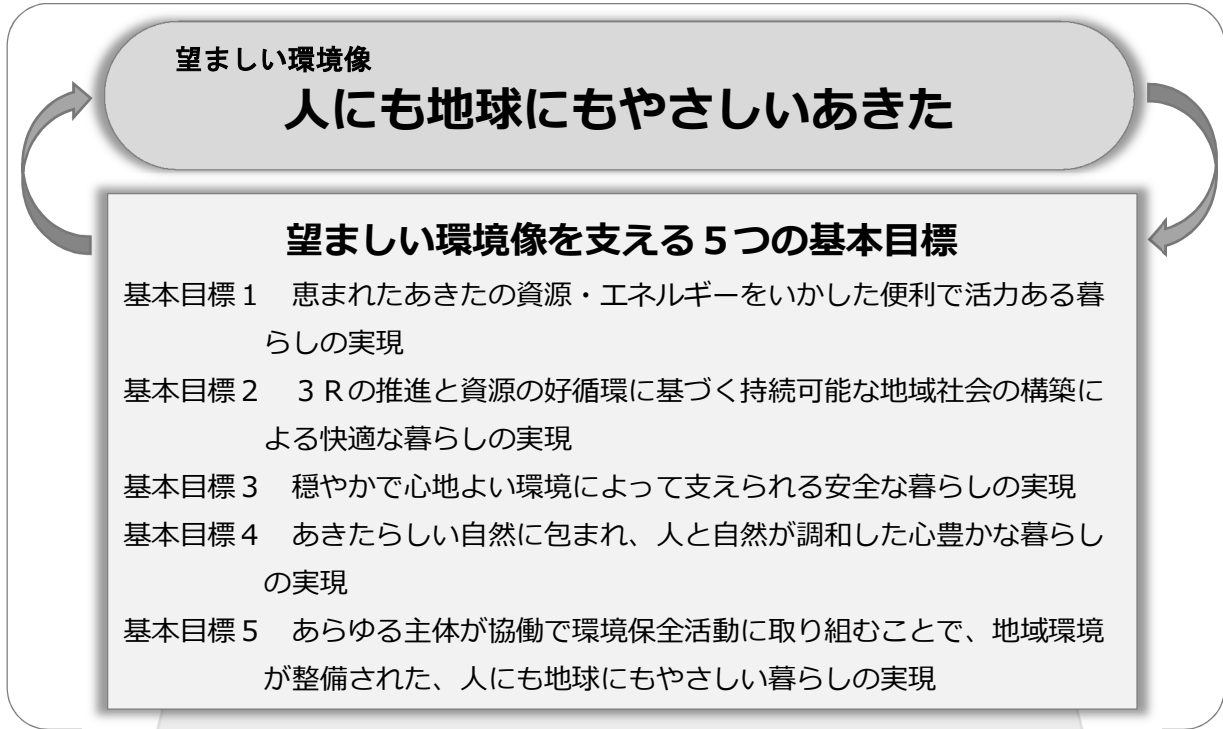 望ましい環境像
人にも地球にもやさしいあきた
望ましい環境像を支える５つの基本目標
基本目標１　恵まれたあきたの資源・エネルギーをいかした便利で活力ある暮
らしの実現
基本目標２　３Ｒの推進と資源の好循環に基づく持続可能な地域社会の構築に
よる快適な暮らしの実現
基本目標３　穏やかで心地よい環境によって支えられる安全な暮らしの実現
基本目標４　あきたらしい自然に包まれ、人と自然が調和した心豊かな暮らし
の実現
基本目標５　あらゆる主体が協働で環境保全活動に取り組むことで、地域環境
が整備された、人にも地球にもやさしい暮らしの実現